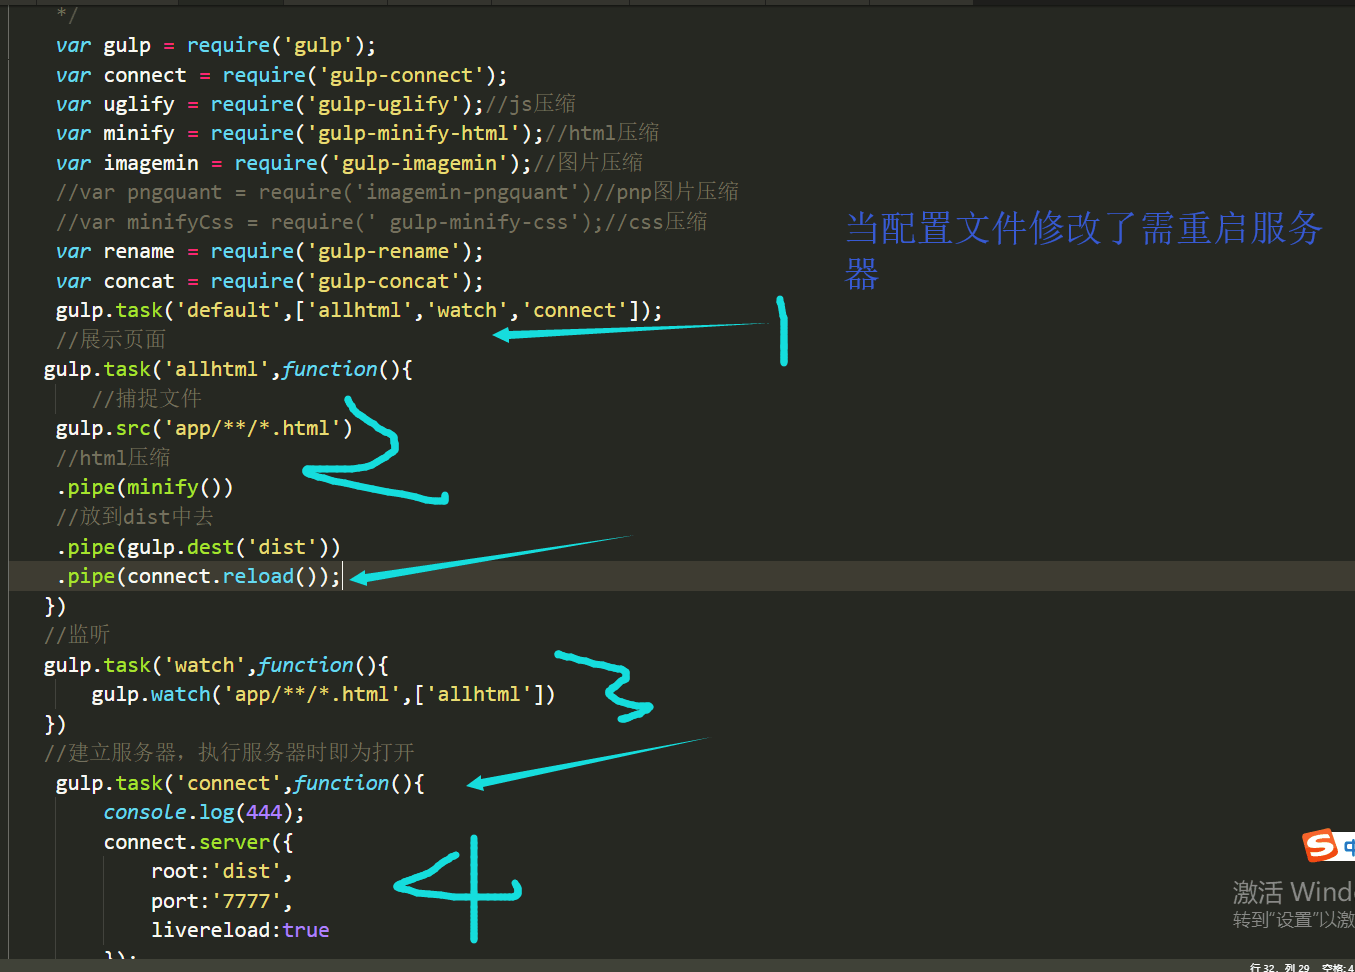 */
var gulp = require('gulp');
var connect = require('gulp-connect');
var uglify = require('gulp-uglify');//js压缩
var minify = require('gulp-minify-html');//html压缩
var imagemin = require('gulp-imagemin');//图片压缩
//var pngquant = require('imagemin-pngquant')//pnp图片压缩
//var minifyCss = require(' gulp-minify-css');//css压缩
当配置文件修改了需重启服务
器
var rename = require('gulp-rename');
var concat = require('gulp-concat');
gulp.task('default',['allhtml','watch','connect']);
1
//展示页面
gulp.task('allhtml',function(){
//捕捉文件
gulp.src('app/**/*.html')
2
//html压缩
.pipe(minify())
//放到dist中去
.pipe(gulp.dest('dist'))
.pipe(connect.reload());
})
//监听
gulp.task('watch',function(){
gulp.watch('app/**/*.html',['allhtml'])
3
})
//建立服务器，执行服务器时即为打开
gulp.task('connect',function(){
console.log(444);
connect.server({
root:'dist',
4
port:'7777',
livereload:true
});
S 中
激活 Wind
转到"设置"以激
行 32, 列 29 空格: 4